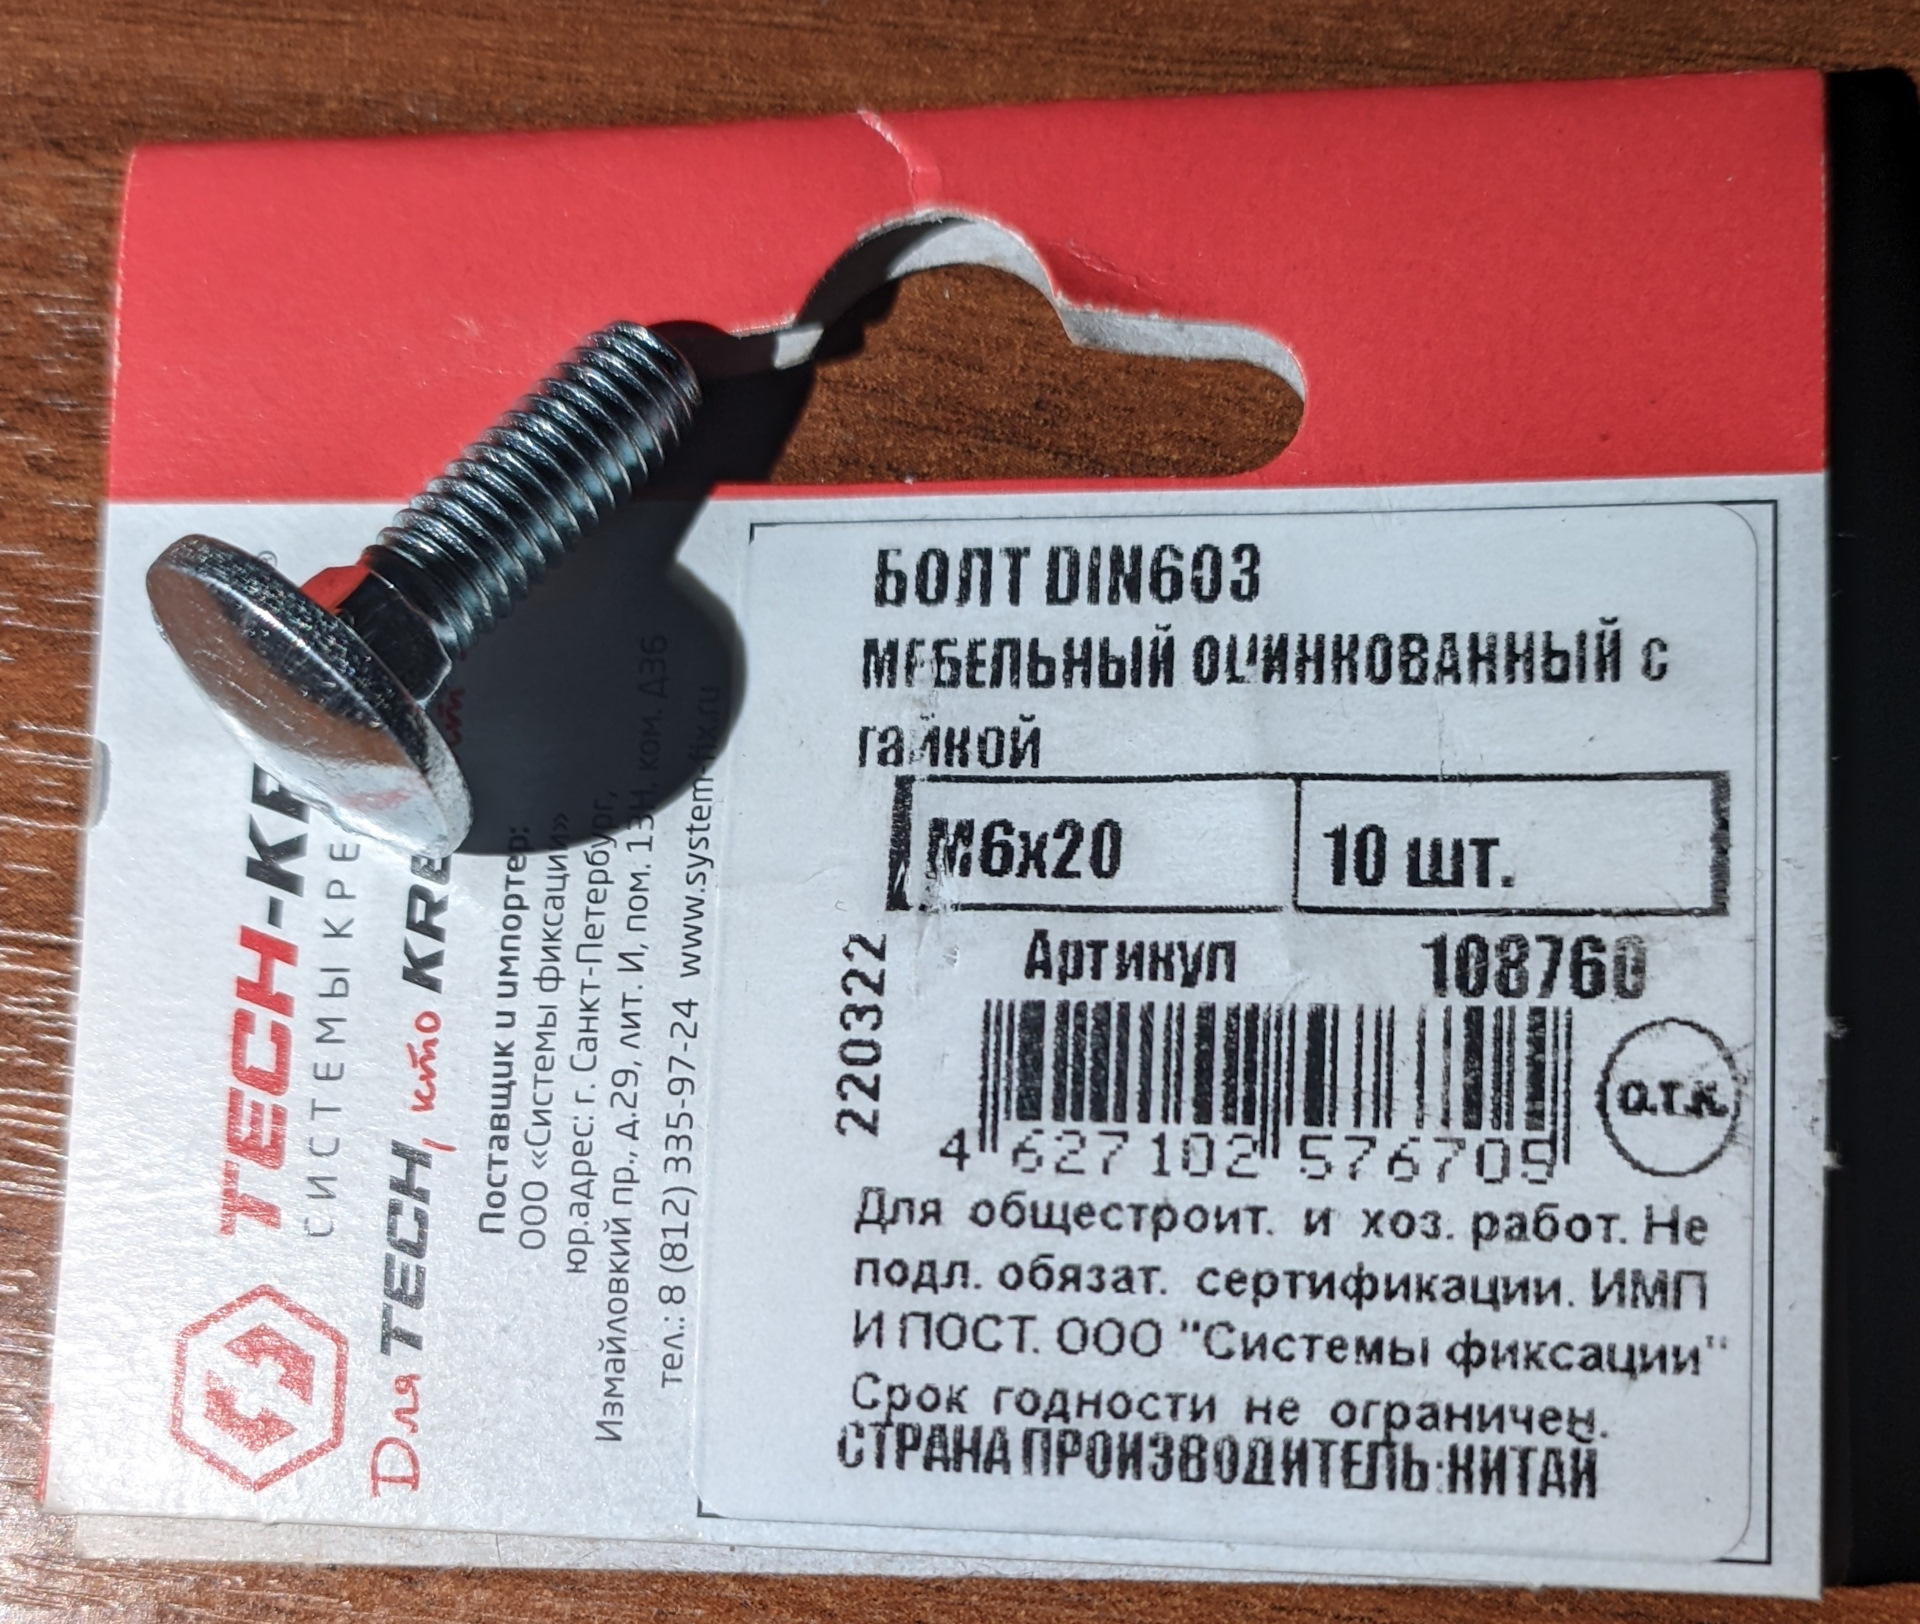 БОЛТ DIN603
МЕБЕЛЬНЫЙ ОЦИНКОВАННЫЙ С
гайкой
М6х20
10 шт.
Артикул 108760
220322
4 627102 576709
О.Т.К.
Для общестроит. и хоз. работ. Не
подл. обязат. сертификации. ИМП
И ПОСТ. ООО "Системы фиксации"
Срок годности не ограничен.
СТРАНА ПРОИЗВОДИТЕЛЬ:КИТАЙ
TECH-KR
СИСТЕМЫ КРЕ
Для TECH, кто KRE
Поставщик и импортер:
ООО «Системы фиксации»
юр.адрес: г. Санкт-Петербург,
Измайловкий пр., д.29, лит. И, пом. 13Н. ком. Д36
тел.: 8 (812) 335-97-24 www.system-fix.ru